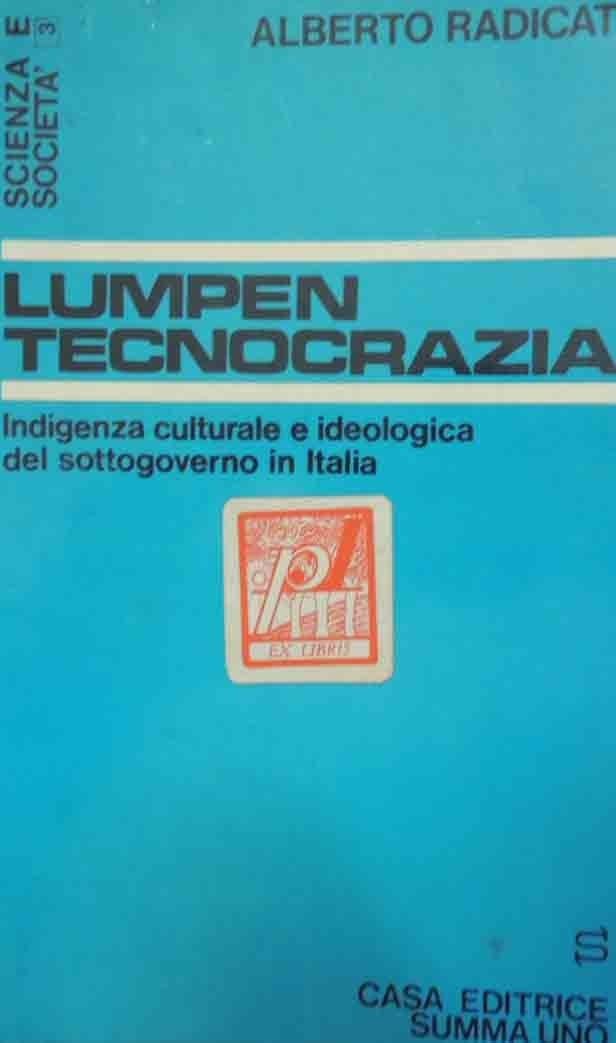 SCIENZA E
SOCIETA' 3
ALBERTO RADICAT
LUMPEN
TECNOCRAZIA
Indigenza culturale e ideologica
del sottogoverno in Italia
EX LIBRIS
CASA EDITRICE
SUMMA UNO